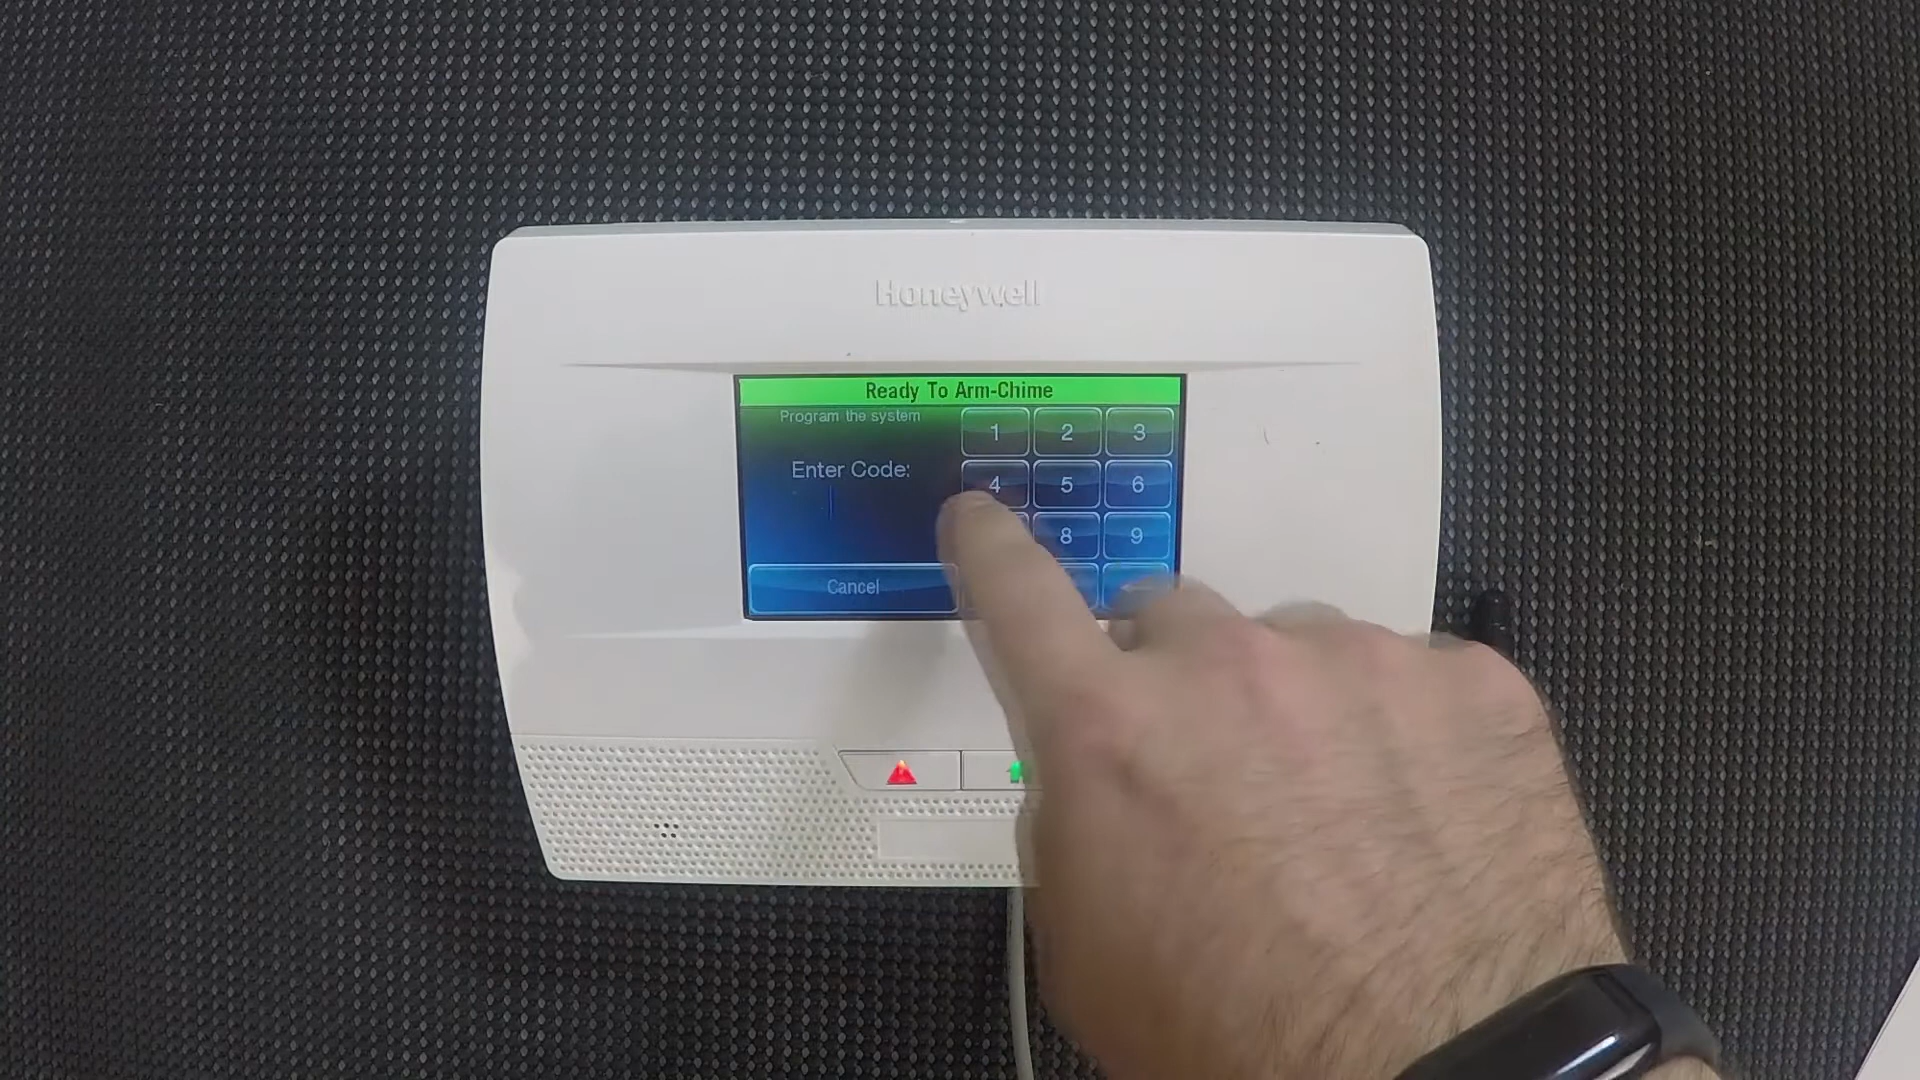 Honeywell
Ready To Arm-Chime
Program the system
1 2 3
Enter Code:
4 5 6
8 9
Cancel